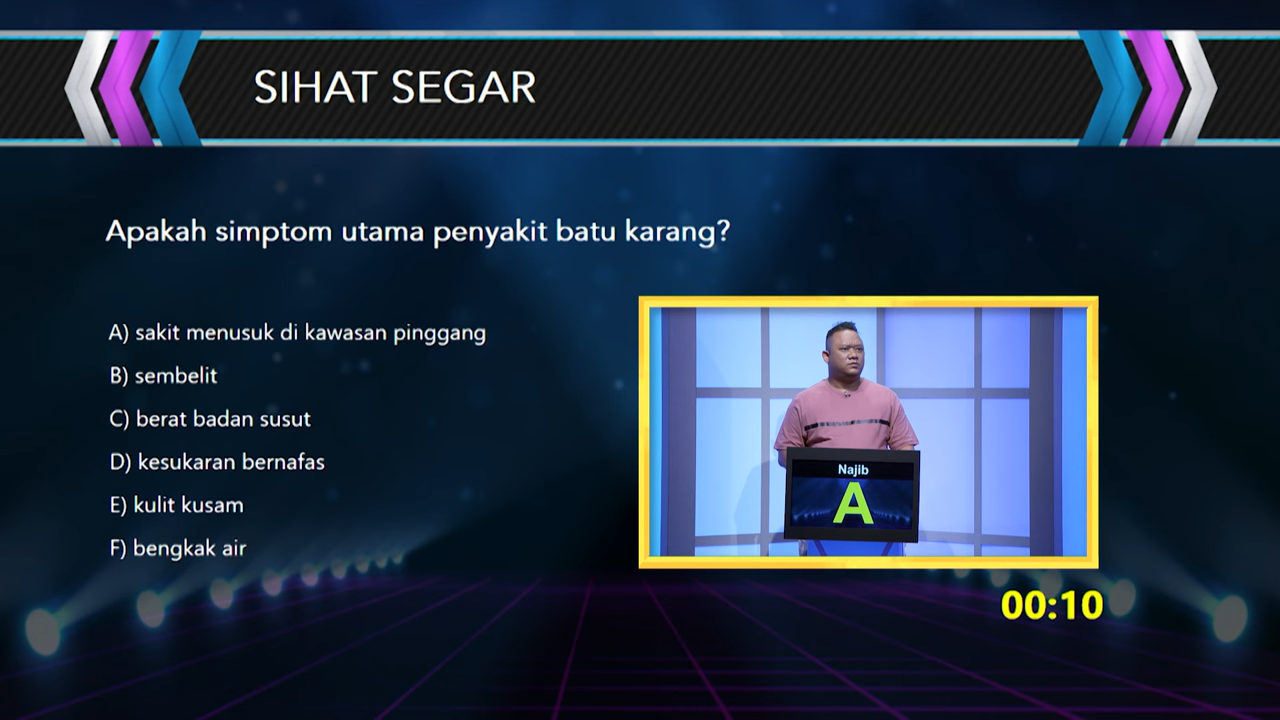 SIHAT SEGAR
Apakah simptom utama penyakit batu karang?
A) sakit menusuk di kawasan pinggang
B) sembelit
C) berat badan susut
D) kesukaran bernafas
E) kulit kusam
F) bengkak air
Najib
A
00:10